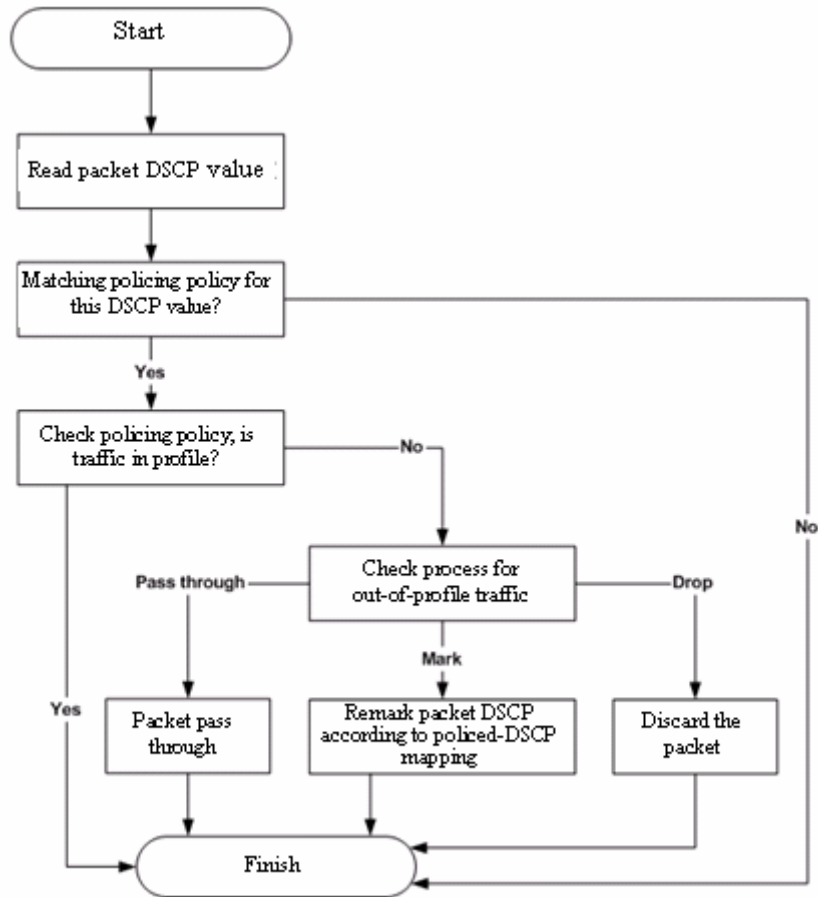 Start
Read packet DSCP value
Matching policing policy for
this DSCP value?
Yes
Check policing policy, is
traffic in profile?
No
No
Pass through
Check process for
out-of-profile traffic
Drop
Mark
Yes
Packet pass
through
Remark packet DSCP
according to policed-DSCP
mapping
Discard the
packet
Finish